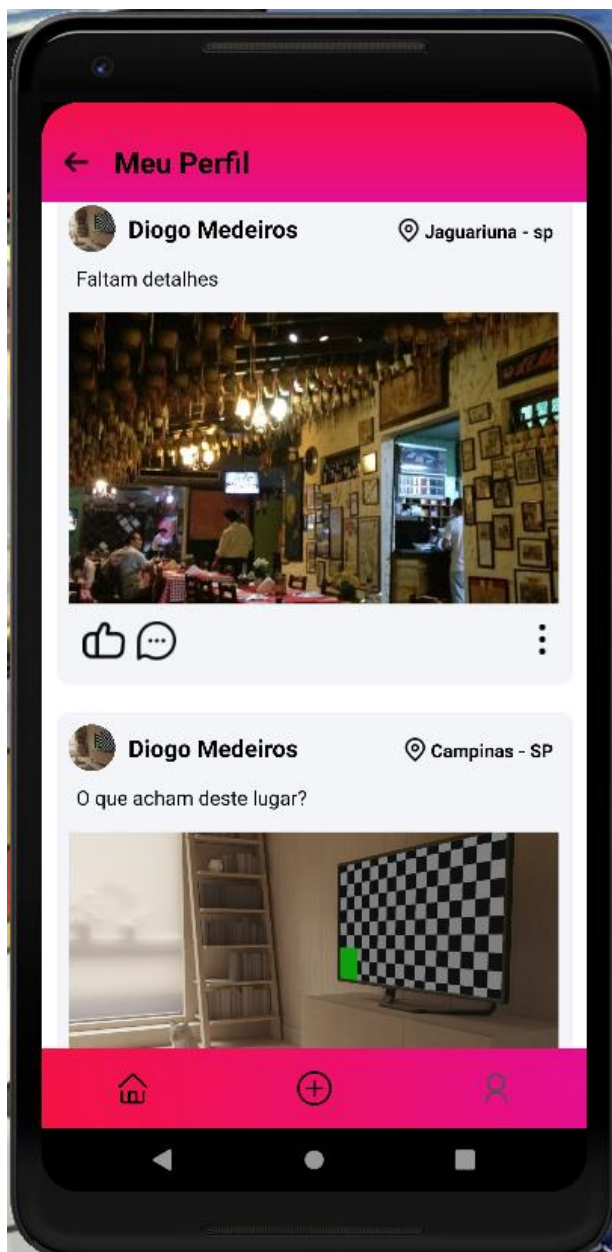 Meu Perfil
Diogo Medeiros
Jaguariuna - sp
Faltam detalhes
Diogo Medeiros
Campinas - SP
O que acham deste lugar?